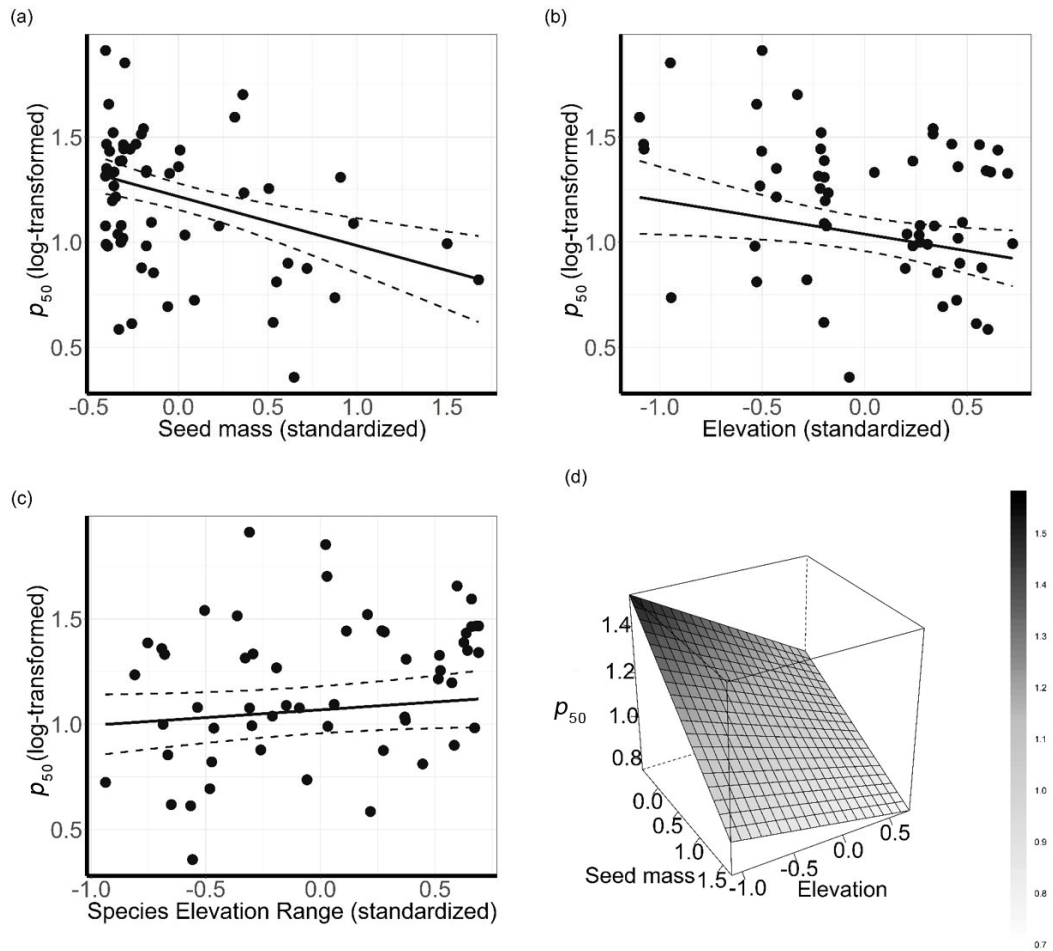 (a)
p50 (log-transformed)
1.5
1.0
0.5
-0.5 0.0 0.5 1.0 1.5
Seed mass (standardized)
(b)
p50 (log-transformed)
1.5
1.0
0.5
-1.0 -0.5 0.0 0.5
Elevation (standardized)
(c)
p50 (log-transformed)
1.5
1.0
0.5
-1.0 -0.5 0.0 0.5
Species Elevation Range (standardized)
(d)
p50
1.4
1.2
1.0
0.8
0.0
0.5
1.0
1.5
Seed mass
-1.0
-0.5
0.0
0.5
Elevation
1.5
1.4
1.3
1.2
1.1
1.0
0.9
0.8
0.7